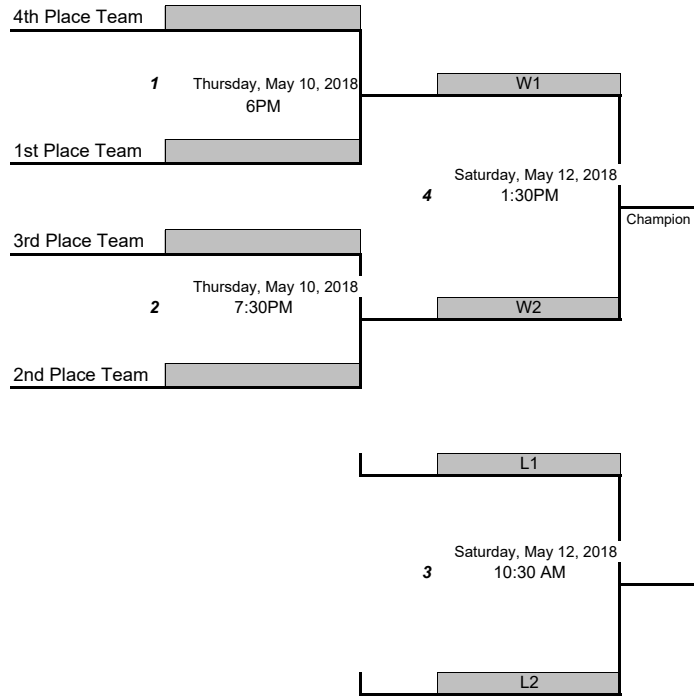 4th Place Team
1 Thursday, May 10, 2018
6PM
W1
1st Place Team
Saturday, May 12, 2018
4 1:30PM
Champion
3rd Place Team
Thursday, May 10, 2018
2 7:30PM
W2
2nd Place Team
L1
Saturday, May 12, 2018
3 10:30 AM
L2